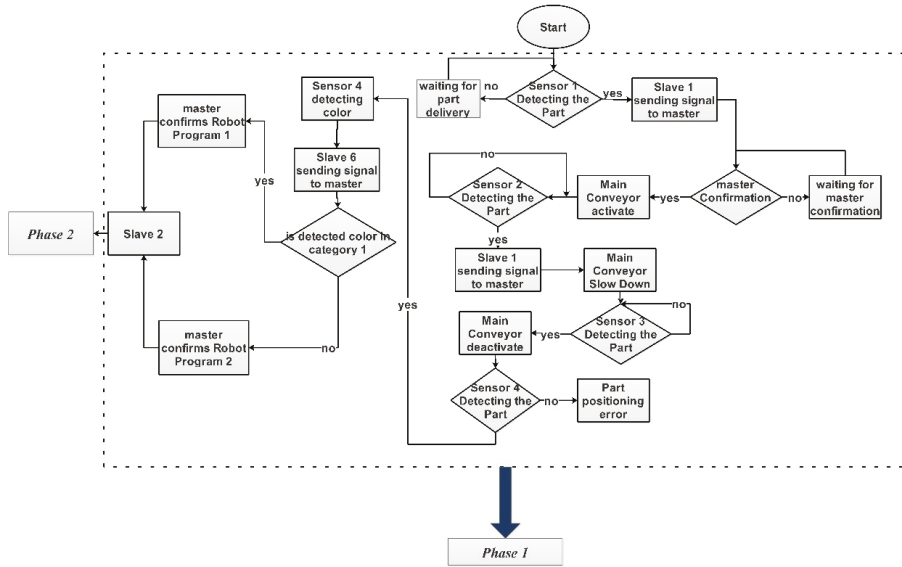 Start
Sensor 1
Detecting the
Part
no
waiting for
part
delivery
yes
Slave 1
sending signal
to master
master
Confirmation
no
waiting for
master
confirmation
yes
Main
Conveyor
activate
no
Sensor 2
Detecting the
Part
yes
Slave 1
sending signal
to master
Main
Conveyor
Slow Down
no
Sensor 3
Detecting the
Part
yes
Main
Conveyor
deactivate
Sensor 4
Detecting the
Part
no
Part
positioning
error
yes
Sensor 4
detecting
color
Slave 6
sending signal
to master
is detected color in
category 1
yes
master
confirms Robot
Program 1
no
master
confirms Robot
Program 2
Slave 2
Phase 2
Phase 1